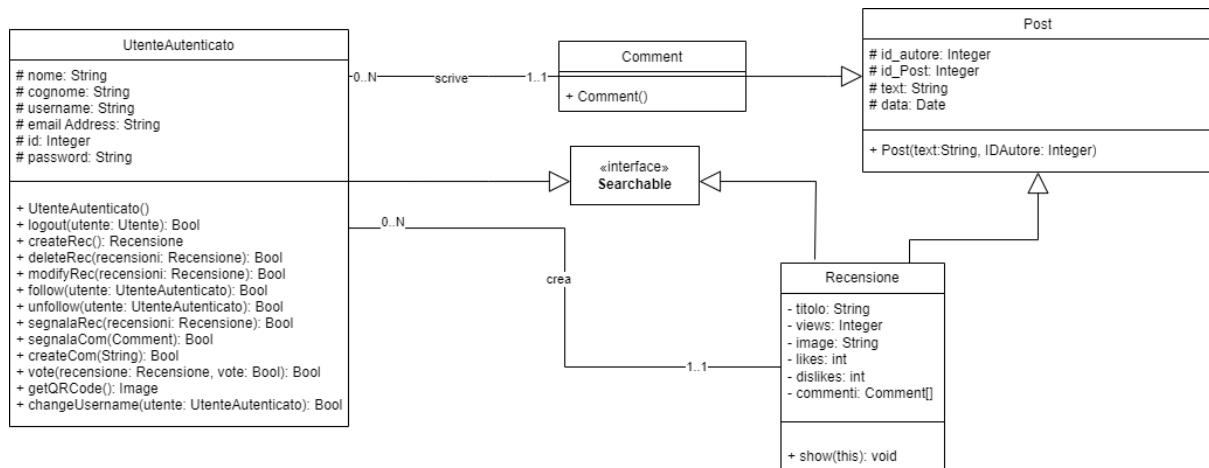 UtenteAutenticato
# nome: String
# cognome: String
# username: String
# email Address: String
# id: Integer
# password: String
+ UtenteAutenticato()
+ logout(utente: Utente): Bool
+ createRec(): Recensione
+ deleteRec(recensioni: Recensione): Bool
+ modifyRec(recensioni: Recensione): Bool
+ follow(utente: UtenteAutenticato): Bool
+ unfollow(utente: UtenteAutenticato): Bool
+ segnalaRec(recensioni: Recensione): Bool
+ segnalaCom(Comment): Bool
+ createCom(String): Bool
+ vote(recensione: Recensione, vote: Bool): Bool
+ getQRCode(): Image
+ changeUsername(utente: UtenteAutenticato): Bool
0..N
scrive
1..1
Comment
+ Comment()
Post
# id_autore: Integer
# id_Post: Integer
# text: String
# data: Date
+ Post(text:String, IDAutore: Integer)
«interface»
Searchable
0..N
crea
1..1
Recensione
- titolo: String
- views: Integer
- image: String
- likes: int
- dislikes: int
- commenti: Comment[]
+ show(this): void